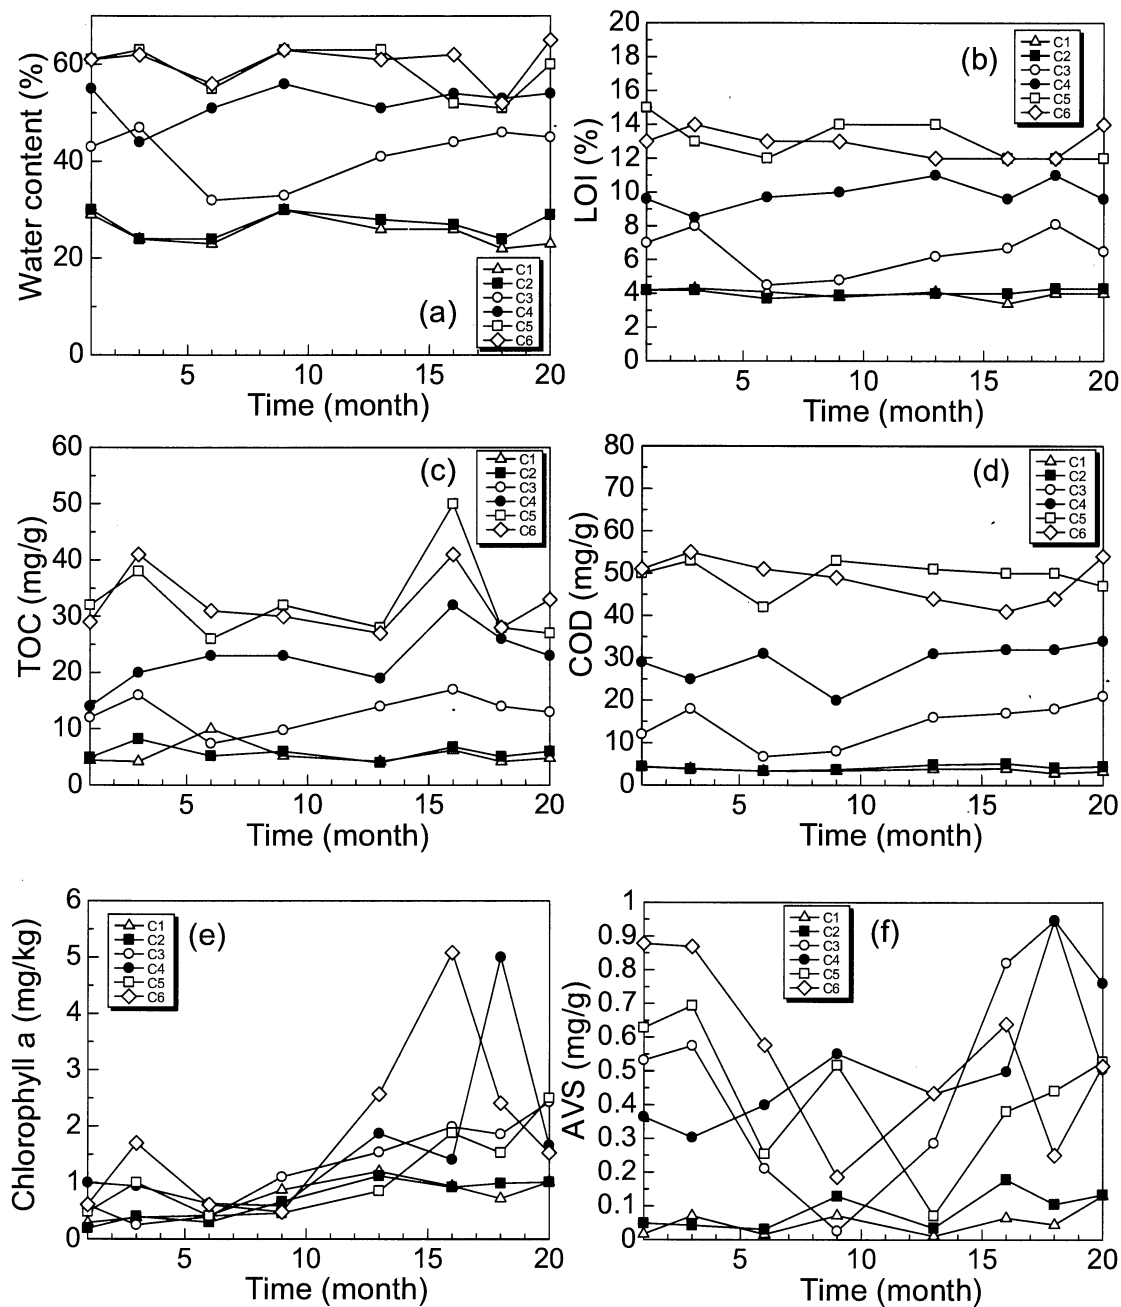 Water content (%)
60
40
20
0
(a)
C1
C2
C3
C4
C5
C6
5
10
15
20
Time (month)
LOI (%)
20
18
16
14
12
10
8
6
4
2
0
(b)
C1
C2
C3
C4
C5
C6
5
10
15
20
Time (month)
TOC (mg/g)
60
50
40
30
20
10
0
(c)
C1
C2
C3
C4
C5
C6
5
10
15
20
Time (month)
COD (mg/g)
80
70
60
50
40
30
20
10
0
(d)
C1
C2
C3
C4
C5
C6
5
10
15
20
Time (month)
Chlorophyll a (mg/kg)
6
5
4
3
2
1
0
(e)
C1
C2
C3
C4
C5
C6
5
10
15
20
Time (month)
AVS (mg/g)
1
0.9
0.8
0.7
0.6
0.5
0.4
0.3
0.2
0.1
0
(f)
C1
C2
C3
C4
C5
C6
5
10
15
20
Time (month)